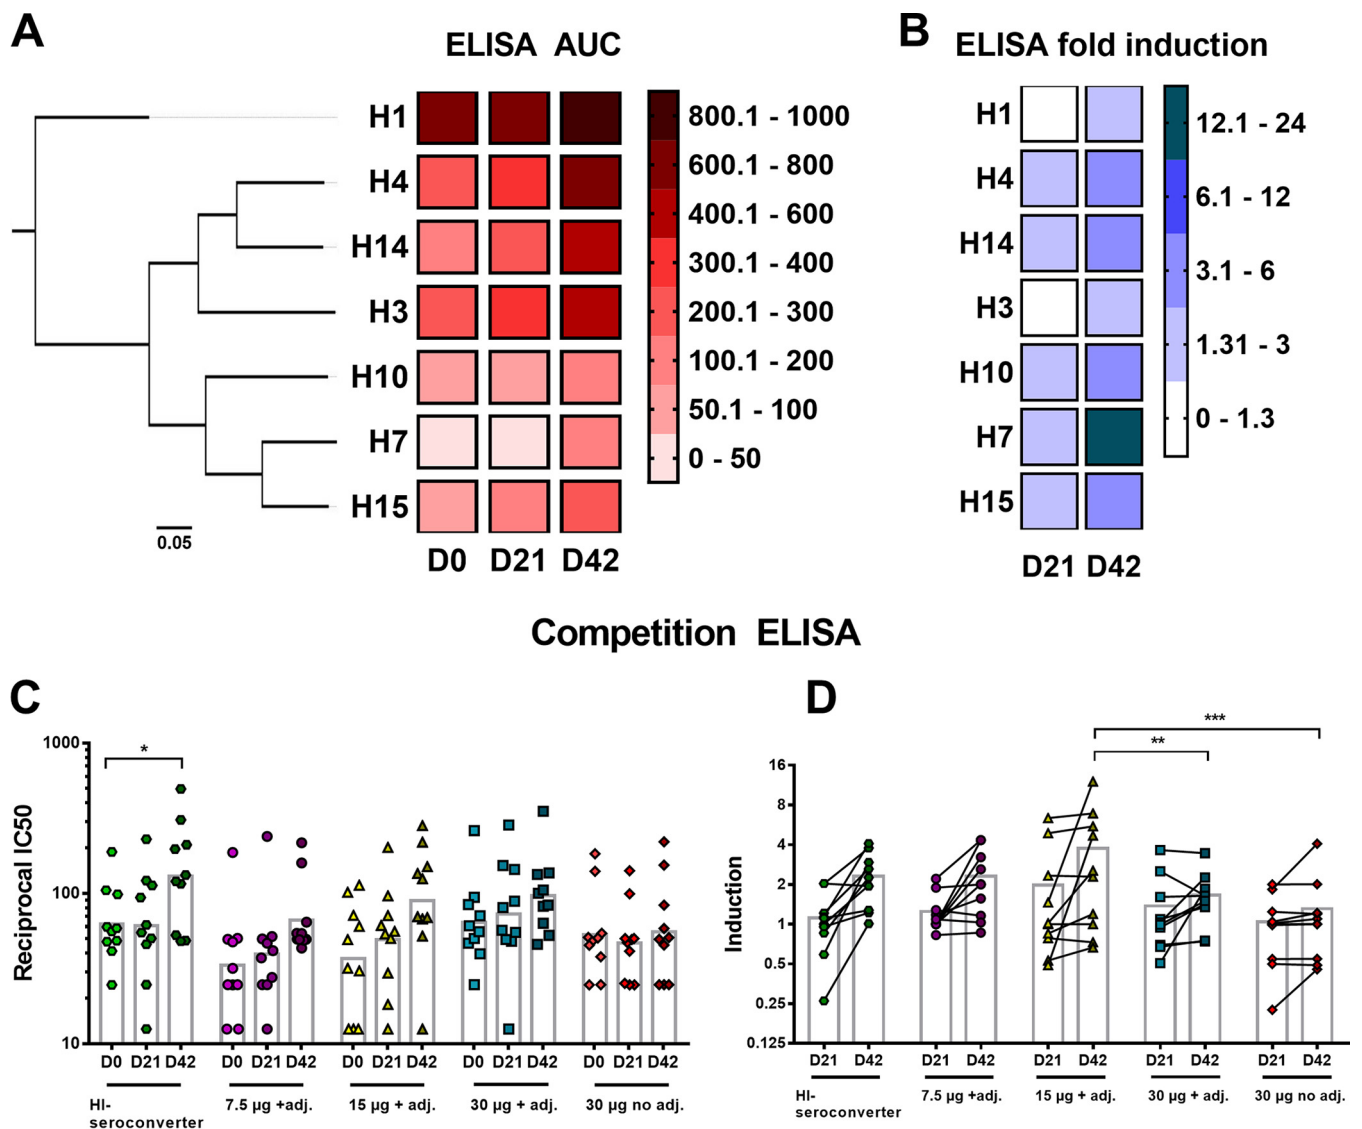 A
ELISA AUC
H1
H4
H14
H3
H10
H7
H15
0.05
D0 D21 D42
800.1 - 1000
600.1 - 800
400.1 - 600
300.1 - 400
200.1 - 300
100.1 - 200
50.1 - 100
0 - 50
B
ELISA fold induction
H1
H4
H14
H3
H10
H7
H15
D21 D42
12.1 - 24
6.1 - 12
3.1 - 6
1.31 - 3
0 - 1.3
Competition ELISA
C
Reciprocal IC50
1000
100
10
*
D0 D21 D42 D0 D21 D42 D0 D21 D42 D0 D21 D42 D0 D21 D42
HI-
seroconverter
7.5 µg +adj.
15 µg + adj.
30 µg + adj.
30 µg no adj.
D
Induction
16
8
4
2
1
0.5
0.25
0.125
***
**
D21 D42 D21 D42 D21 D42 D21 D42 D21 D42
HI-
seroconverter
7.5 µg +adj.
15 µg + adj.
30 µg + adj.
30 µg no adj.